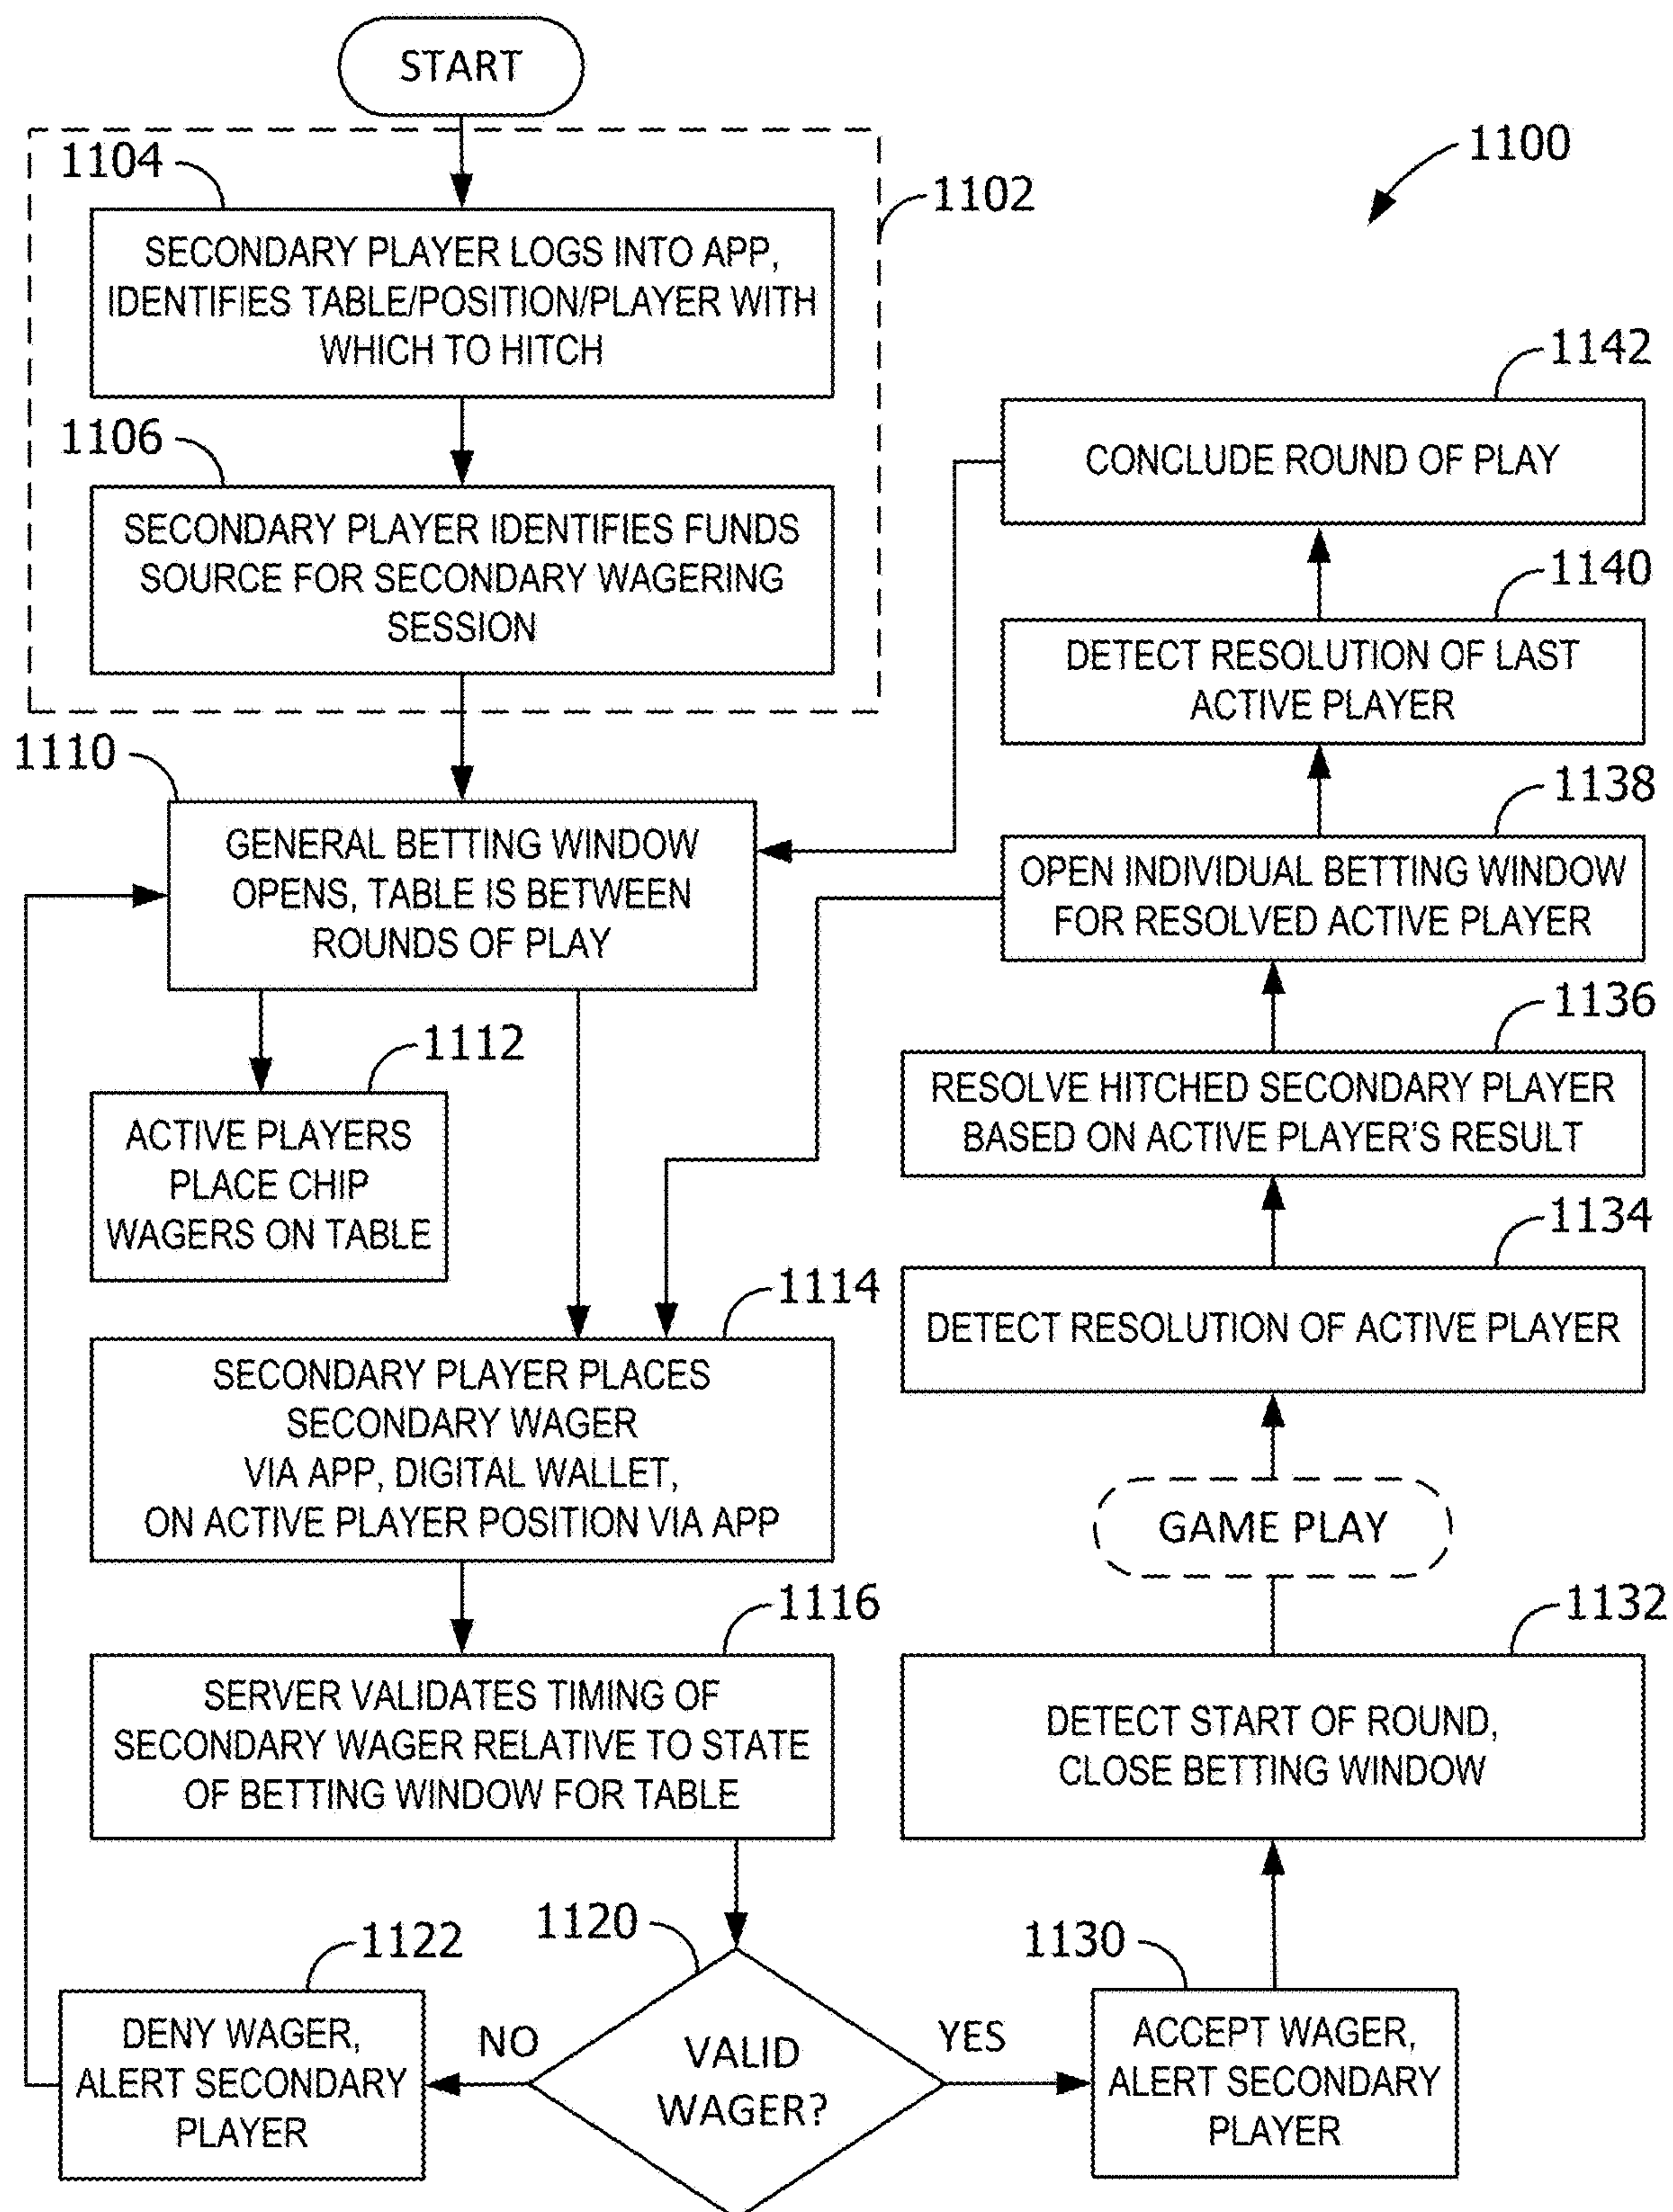 START
1100
1104
1102
SECONDARY PLAYER LOGS INTO APP,
IDENTIFIES TABLE/POSITION/PLAYER WITH
WHICH TO HITCH
1106
SECONDARY PLAYER IDENTIFIES FUNDS
SOURCE FOR SECONDARY WAGERING
SESSION
1110
GENERAL BETTING WINDOW
OPENS, TABLE IS BETWEEN
ROUNDS OF PLAY
1112
ACTIVE PLAYERS
PLACE CHIP
WAGERS ON TABLE
1114
SECONDARY PLAYER PLACES
SECONDARY WAGER
VIA APP, DIGITAL WALLET,
ON ACTIVE PLAYER POSITION VIA APP
1116
SERVER VALIDATES TIMING OF
SECONDARY WAGER RELATIVE TO STATE
OF BETTING WINDOW FOR TABLE
1120
VALID
WAGER?
NO
1122
DENY WAGER,
ALERT SECONDARY
PLAYER
YES
1130
ACCEPT WAGER,
ALERT SECONDARY
PLAYER
1132
DETECT START OF ROUND,
CLOSE BETTING WINDOW
GAME PLAY
1134
DETECT RESOLUTION OF ACTIVE PLAYER
1136
RESOLVE HITCHED SECONDARY PLAYER
BASED ON ACTIVE PLAYER'S RESULT
1138
OPEN INDIVIDUAL BETTING WINDOW
FOR RESOLVED ACTIVE PLAYER
1140
DETECT RESOLUTION OF LAST
ACTIVE PLAYER
1142
CONCLUDE ROUND OF PLAY